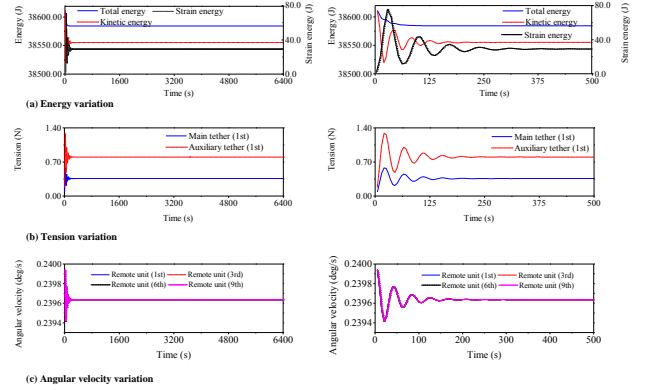 Energy (J)
38600.00
38550.00
38500.00
Total energy
Strain energy
Kinetic energy
80.0
40.0
0.0
Strain energy (J)
0
1600
3200
4800
6400
Time (s)
Energy (J)
38600.00
38550.00
38500.00
Total energy
Kinetic energy
Strain energy
80.0
40.0
0.0
Strain energy (J)
0
125
250
375
500
Time (s)
(a) Energy variation
Tension (N)
1.40
0.70
0.00
Main tether (1st)
Auxiliary tether (1st)
0
1600
3200
4800
6400
Time (s)
Tension (N)
1.40
0.70
0.00
Main tether (1st)
Auxiliary tether (1st)
0
125
250
375
500
Time (s)
(b) Tension variation
Angular velocity (deg/s)
0.2400
0.2398
0.2396
0.2394
Remote unit (1st)
Remote unit (3rd)
Remote unit (6th)
Remote unit (9th)
0
1600
3200
4800
6400
Time (s)
Angular velocity (deg/s)
0.2400
0.2398
0.2396
0.2394
Remote unit (1st)
Remote unit (3rd)
Remote unit (6th)
Remote unit (9th)
0
100
200
300
400
500
Time (s)
(c) Angular velocity variation